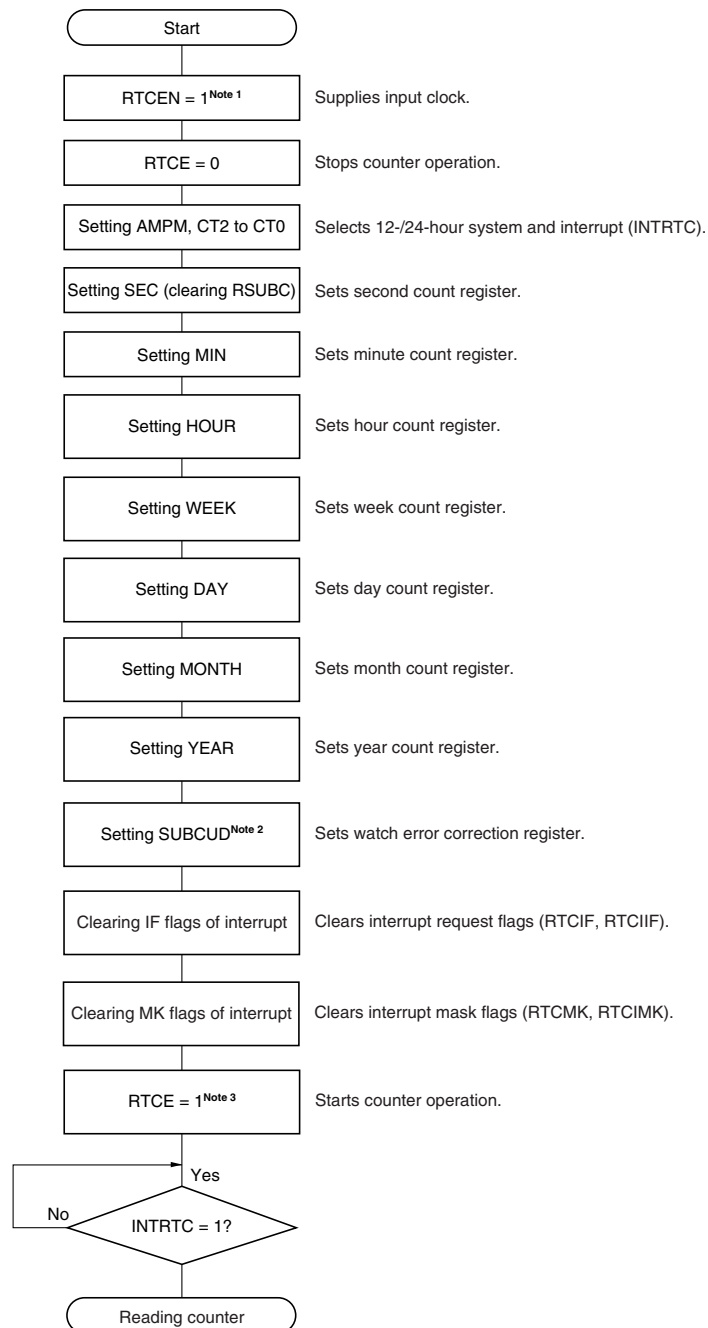 Start
RTCEN = 1Note 1
Supplies input clock.
RTCE = 0
Stops counter operation.
Setting AMPM, CT2 to CT0
Selects 12-/24-hour system and interrupt (INTRTC).
Setting SEC (clearing RSUBC)
Sets second count register.
Setting MIN
Sets minute count register.
Setting HOUR
Sets hour count register.
Setting WEEK
Sets week count register.
Setting DAY
Sets day count register.
Setting MONTH
Sets month count register.
Setting YEAR
Sets year count register.
Setting SUBCUDNote 2
Sets watch error correction register.
Clearing IF flags of interrupt
Clears interrupt request flags (RTCIF, RTCIIF).
Clearing MK flags of interrupt
Clears interrupt mask flags (RTCMK, RTCIMK).
RTCE = 1Note 3
Starts counter operation.
Yes
No
INTRTC = 1?
Reading counter